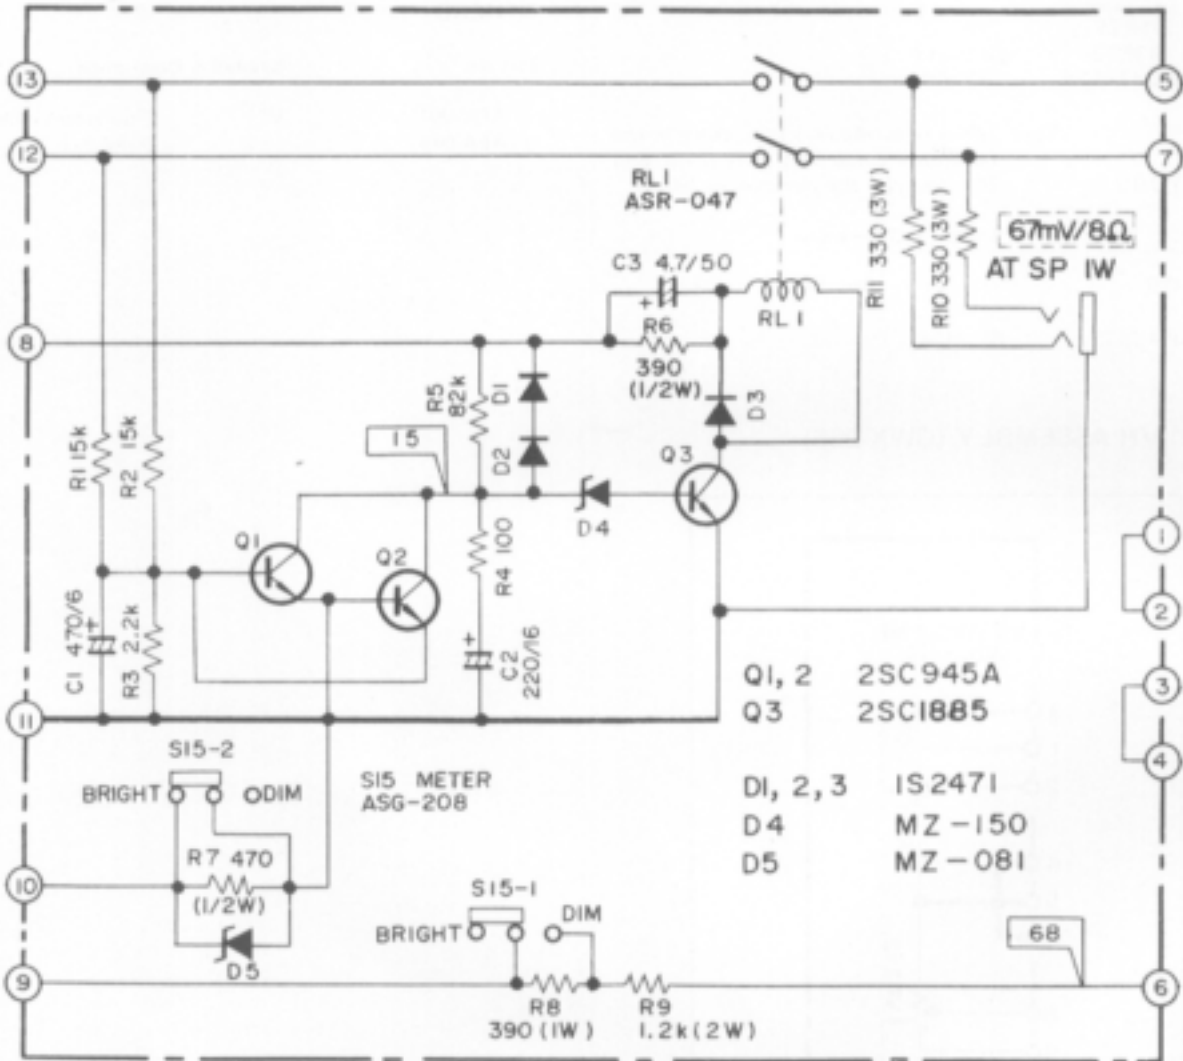 13
5
12
7
RL1
ASR-047
R11 330 (3W)
R10 330 (3W)
67mV/8Ω
AT SP 1W
C3 4.7/50
+
RL1
8
R6
390
(1/2W)
R5
82k
D1
D3
R1 15k
R2 15k
15
D2
Q3
D4
1
Q1
Q2
R4 100
2
C1 470/6
+
R3 2.2k
+
C2
220/16
Q1, 2 2SC945A
3
Q3 2SC1885
11
4
S15-2
BRIGHT
DIM
S15 METER
ASG-208
D1, 2, 3 1S2471
D4 MZ-150
D5 MZ-081
R7 470
(1/2W)
10
S15-1
BRIGHT
DIM
68
D5
9
6
R8
390 (1W)
R9
1.2k (2W)